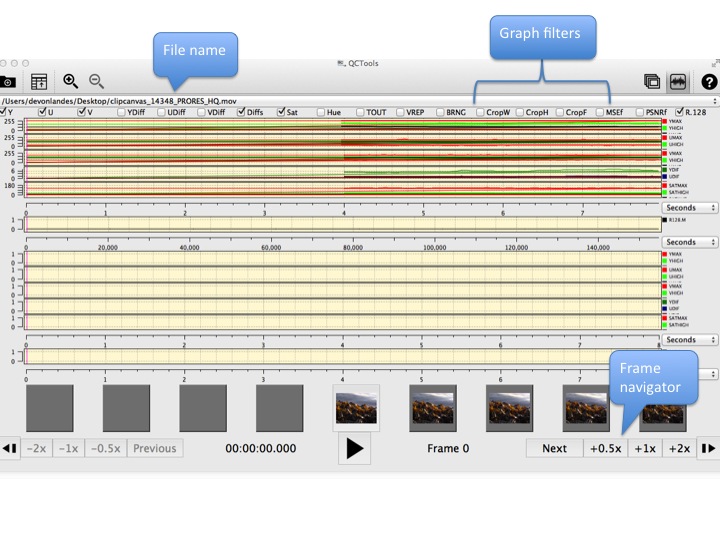 Graph filters
File name
QCTools
/Users/devonlandes/Desktop/clipcanvas_14348_PRORES_HQ.mov
Y U V YDiff UDiff VDiff Diffs Sat Hue TOUT VREP BRNG CropW CropH CropF MSEf PSNRf R.128
255 YMAX
0 YHIGH
255 UMAX
0 UHIGH
255 VMAX
0 VHIGH
6 YDIF
0 UDIF
180 SATMAX
0 SATHIGH
Seconds
0 1 2 3 4 5 6 7
1 R128.M
0
Seconds
0 20,000 40,000 60,000 80,000 100,000 120,000 140,000
1 YMAX
0 YHIGH
1 UMAX
0 UHIGH
1 VMAX
0 VHIGH
1 YDIF
0 UDIF
1 SATMAX
0 SATHIGH
Seconds
0 1 2 3 4 5 6 7 8
1
0
0 1 2 3 4 5 6 7
Frame
navigator
-2x -1x -0.5x Previous 00:00:00.000 Frame 0 Next +0.5x +1x +2x